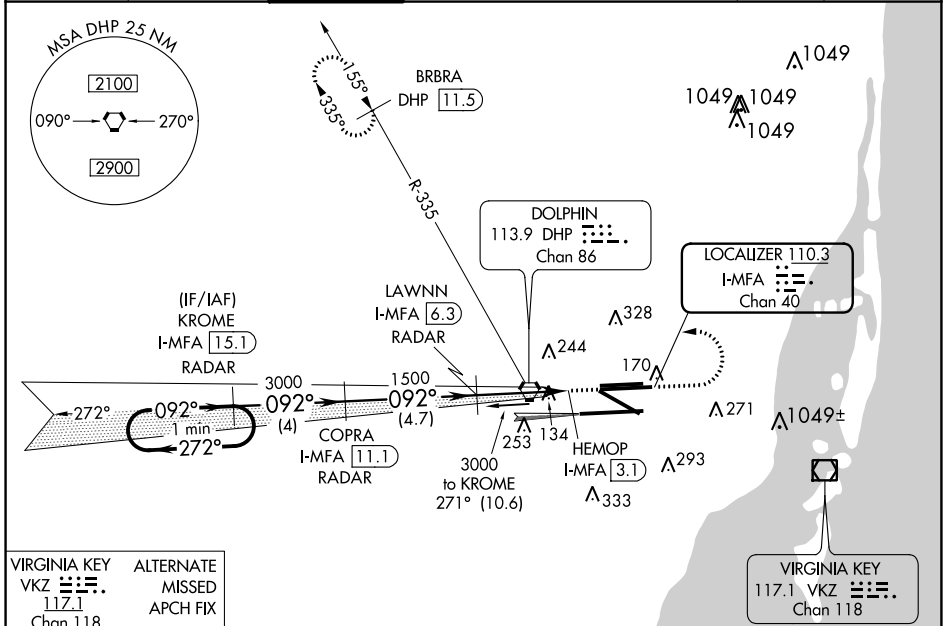 MSA DHP 25 NM
2100
090°
270°
2900
155°
335°
BRBRA
DHP 11.5
R-335
1049
1049 1049
1049
DOLPHIN
113.9 DHP
Chan 86
LOCALIZER 110.3
I-MFA
Chan 40
(IF/IAF)
KROME
I-MFA 15.1
RADAR
LAWNN
I-MFA 6.3
RADAR
328
244
170
3000
1500
272°
092°
092°
092°
1 min
(4)
(4.7)
272°
271
1049±
COPRA
I-MFA 11.1
RADAR
253
134
HEMOP
I-MFA 3.1
293
3000
to KROME
271° (10.6)
333
VIRGINIA KEY
VKZ
117.1
Chan 118
ALTERNATE
MISSED
APCH FIX
VIRGINIA KEY
117.1 VKZ
Chan 118